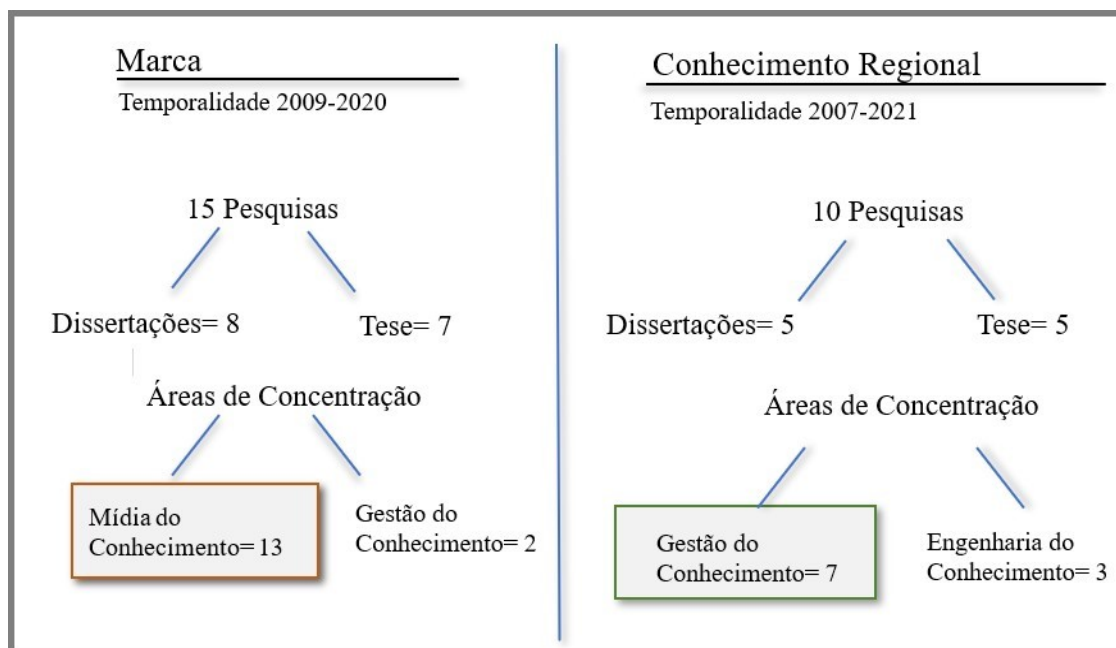 Marca
Temporalidade 2009-2020
15 Pesquisas
Dissertações= 8
Tese= 7
Áreas de Concentração
Mídia do
Conhecimento= 13
Gestão do
Conhecimento= 2
Conhecimento Regional
Temporalidade 2007-2021
10 Pesquisas
Dissertações= 5
Tese= 5
Áreas de Concentração
Gestão do
Conhecimento= 7
Engenharia do
Conhecimento= 3